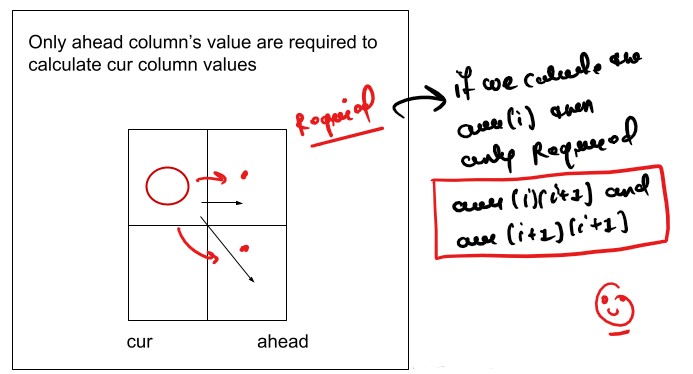 Only ahead column's value are required to
calculate cur column values
Required
if we calculate the
arr(i) then
only Required
arr(i)(i+1) and
arr(i+1)(i+1)
cur
ahead